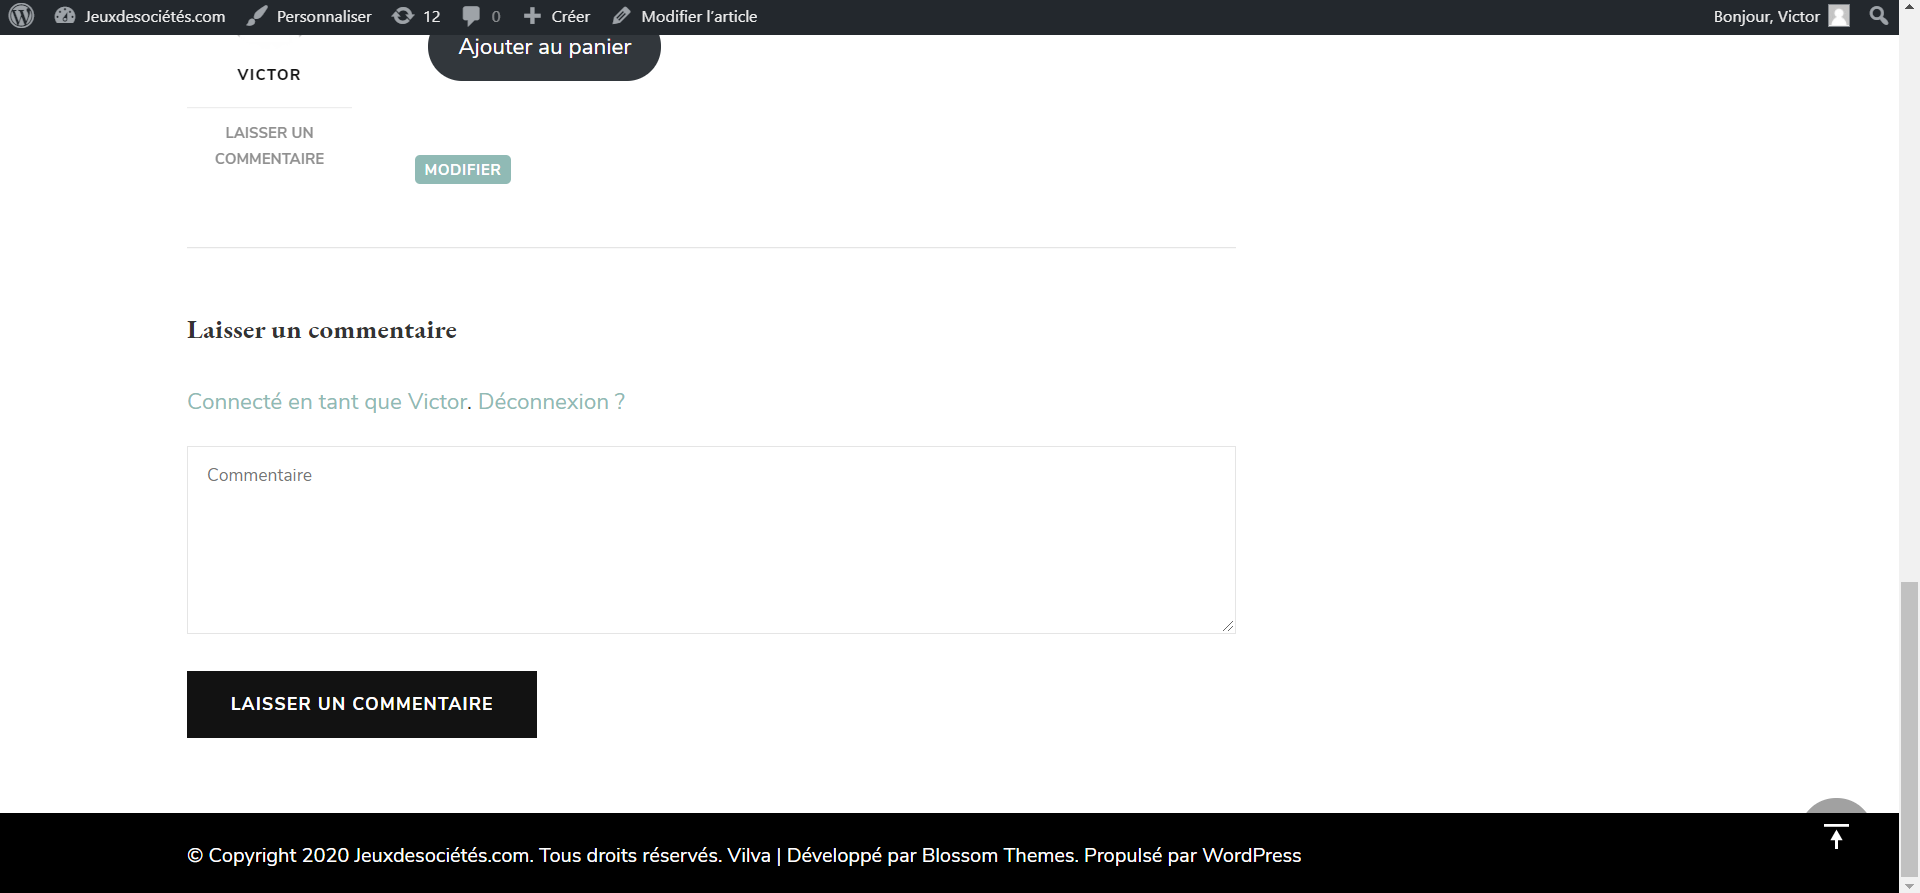 Jeuxdesociétés.com Personnaliser 12 0 Créer Modifier l'article Bonjour, Victor
Ajouter au panier
VICTOR
LAISSER UN
COMMENTAIRE
MODIFIER
Laisser un commentaire
Connecté en tant que Victor. Déconnexion ?
Commentaire
LAISSER UN COMMENTAIRE
© Copyright 2020 Jeuxdesociétés.com. Tous droits réservés. Vilva | Développé par Blossom Themes. Propulsé par WordPress